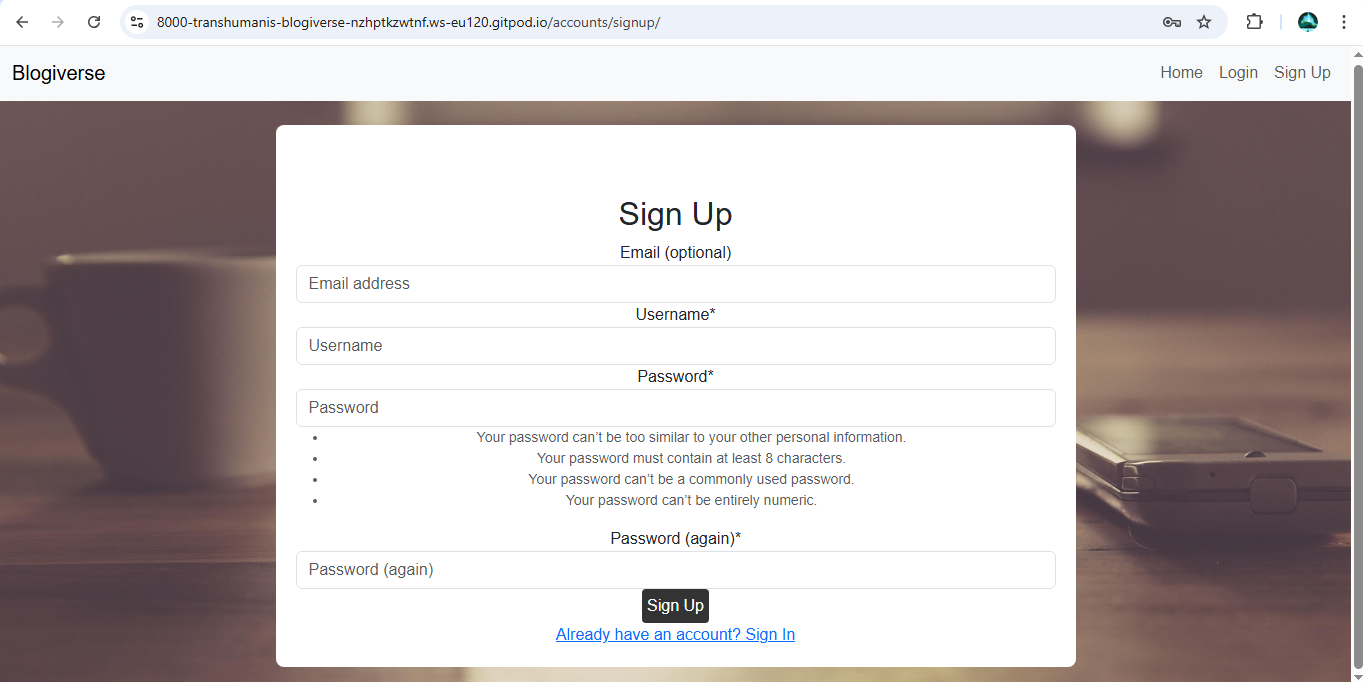 8000-transhumanis-blogiverse-nzhptkzwtnf.ws-eu120.gitpod.io/accounts/signup/
Blogiverse
Home Login Sign Up
Sign Up
Email (optional)
Email address
Username*
Username
Password*
Password
Your password can't be too similar to your other personal information.
Your password must contain at least 8 characters.
Your password can't be a commonly used password.
Your password can't be entirely numeric.
Password (again)*
Password (again)
Sign Up
Already have an account? Sign In